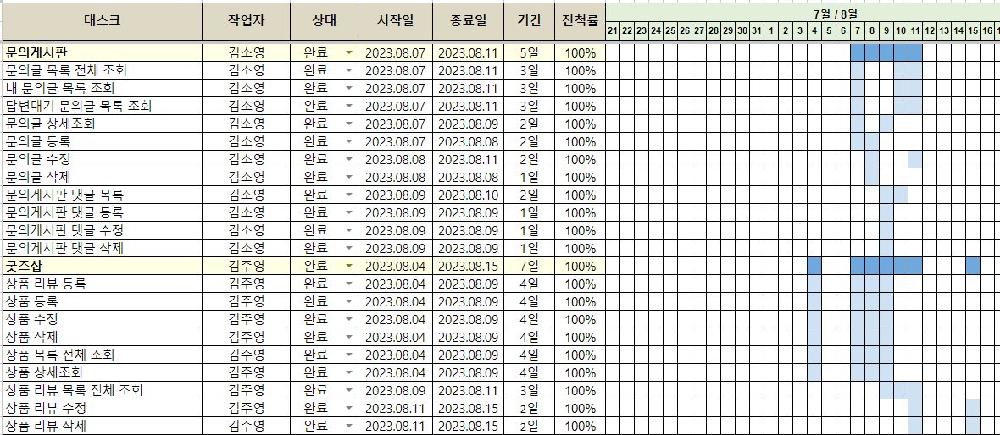 태스크 작업자 상태 시작일 종료일 기간 진척률 7월 / 8월
21 22 23 24 25 26 27 28 29 30 31 1 2 3 4 5 6 7 8 9 10 11 12 13 14 15 16
문의게시판 김소영 완료 2023.08.07 2023.08.11 5일 100%
문의글 목록 전체 조회 김소영 완료 2023.08.07 2023.08.11 3일 100%
내 문의글 목록 조회 김소영 완료 2023.08.07 2023.08.11 3일 100%
답변대기 문의글 목록 조회 김소영 완료 2023.08.07 2023.08.11 3일 100%
문의글 상세조회 김소영 완료 2023.08.07 2023.08.09 2일 100%
문의글 등록 김소영 완료 2023.08.07 2023.08.08 2일 100%
문의글 수정 김소영 완료 2023.08.08 2023.08.11 2일 100%
문의글 삭제 김소영 완료 2023.08.08 2023.08.08 1일 100%
문의게시판 댓글 목록 김소영 완료 2023.08.09 2023.08.10 2일 100%
문의게시판 댓글 등록 김소영 완료 2023.08.09 2023.08.09 1일 100%
문의게시판 댓글 수정 김소영 완료 2023.08.09 2023.08.09 1일 100%
문의게시판 댓글 삭제 김소영 완료 2023.08.09 2023.08.09 1일 100%
굿즈샵 김주영 완료 2023.08.04 2023.08.15 7일 100%
상품 리뷰 등록 김주영 완료 2023.08.04 2023.08.09 4일 100%
상품 등록 김주영 완료 2023.08.04 2023.08.09 4일 100%
상품 수정 김주영 완료 2023.08.04 2023.08.09 4일 100%
상품 삭제 김주영 완료 2023.08.04 2023.08.09 4일 100%
상품 목록 전체 조회 김주영 완료 2023.08.04 2023.08.09 4일 100%
상품 상세조회 김주영 완료 2023.08.04 2023.08.09 4일 100%
상품 리뷰 목록 전체 조회 김주영 완료 2023.08.09 2023.08.11 3일 100%
상품 리뷰 수정 김주영 완료 2023.08.11 2023.08.15 2일 100%
상품 리뷰 삭제 김주영 완료 2023.08.11 2023.08.15 2일 100%